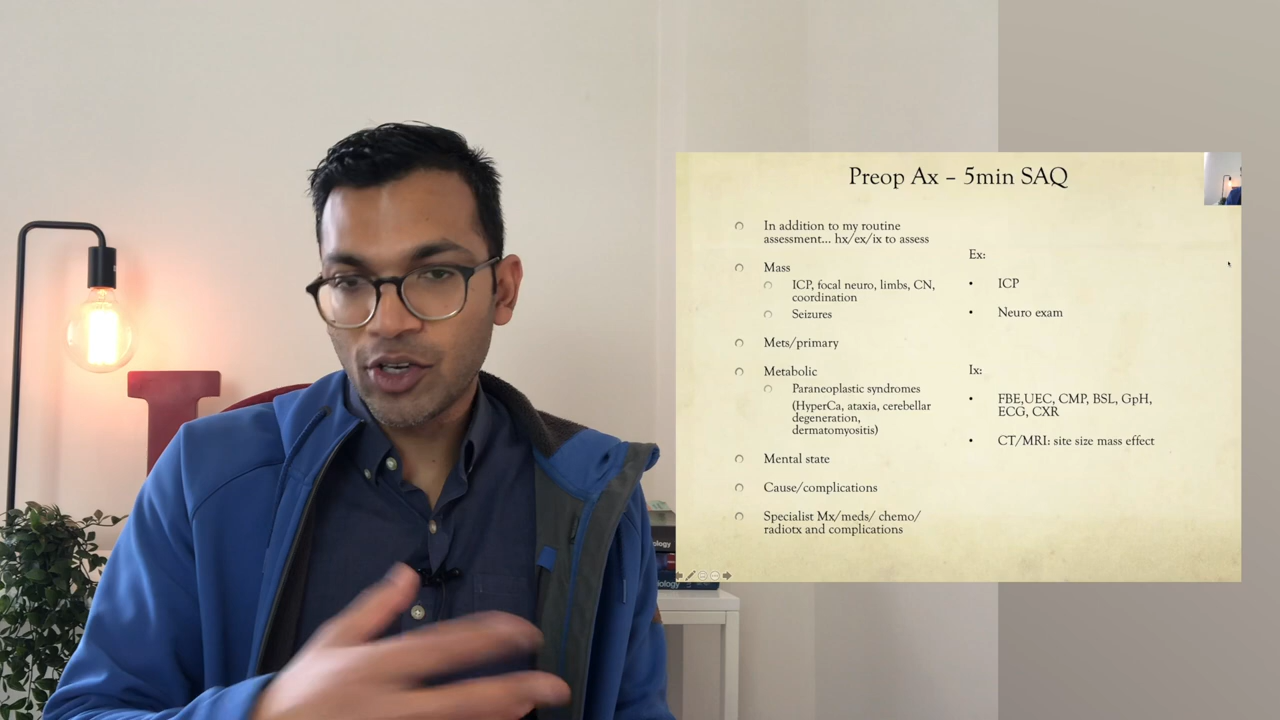 Preop Ax – 5min SAQ
In addition to my routine
assessment... hx/ex/ix to assess
Mass
ICP, focal neuro, limbs, CN,
coordination
Seizures
Mets/primary
Metabolic
Paraneoplastic syndromes
(HyperCa, ataxia, cerebellar
degeneration,
dermatomyositis)
Mental state
Cause/complications
Specialist Mx/meds/ chemo/
radiotx and complications
Ex:
ICP
Neuro exam
Ix:
FBE,UEC, CMP, BSL, GpH,
ECG, CXR
CT/MRI: site size mass effect